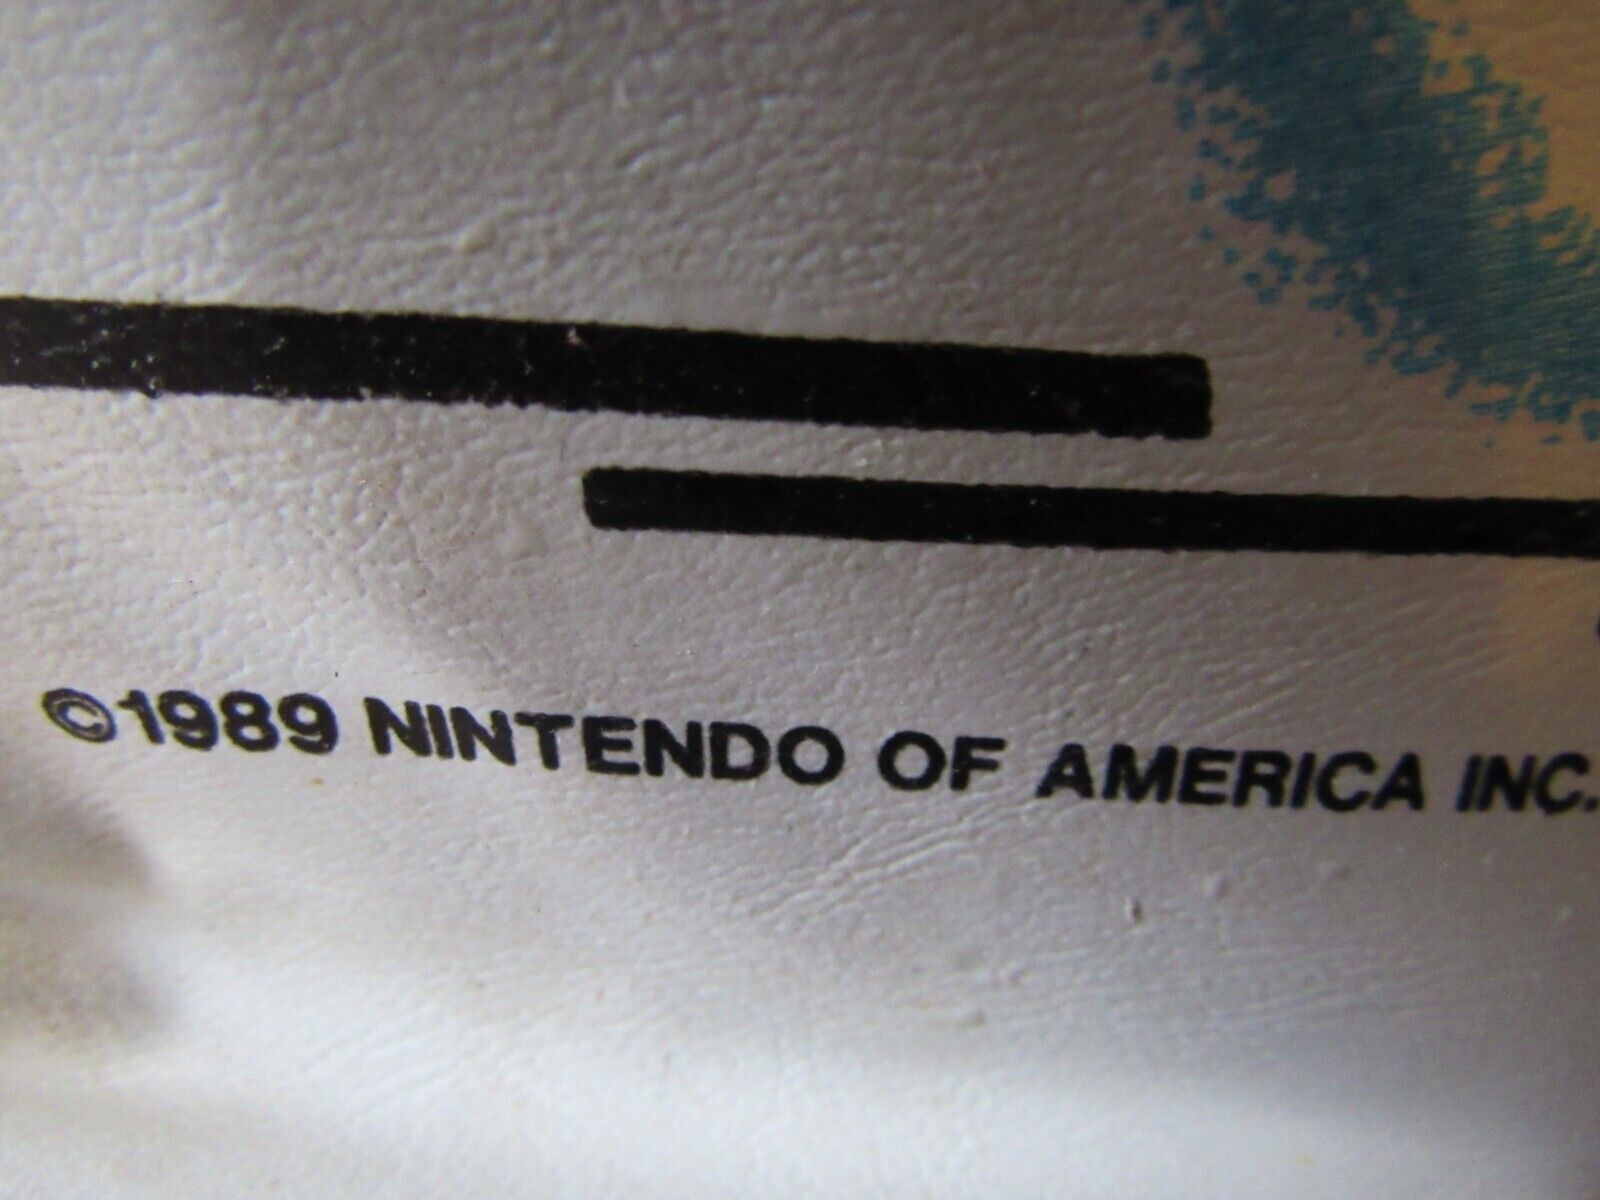 ©1989 NINTENDO OF AMERICA INC.